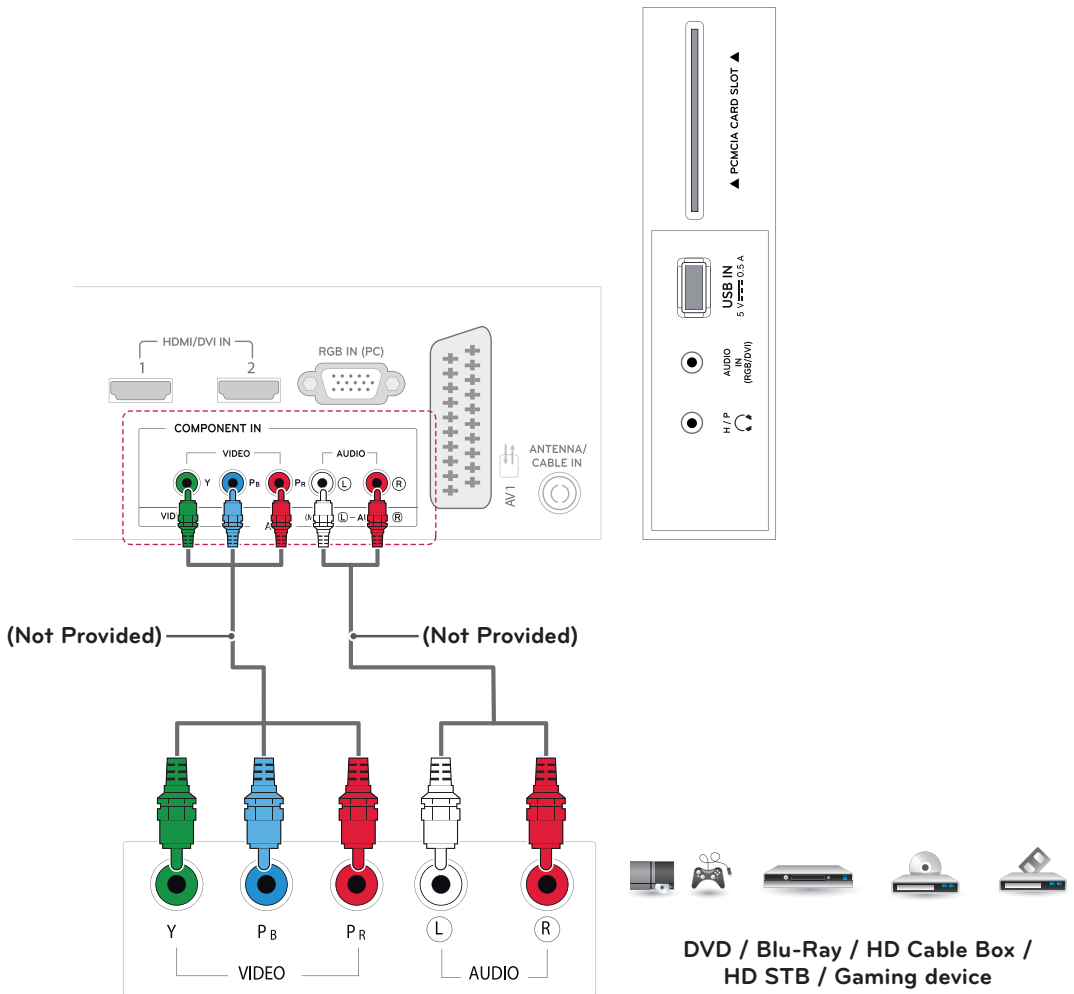 ▲ PCMCIA CARD SLOT ▲
USB IN
5 V 0.5 A
AUDIO
IN
(RGB/DVI)
H / P
HDMI/DVI IN
1 2
RGB IN (PC)
AV1
ANTENNA/
CABLE IN
COMPONENT IN
VIDEO AUDIO
Y PB PR L R
L R
(Not Provided) (Not Provided)
Y PB PR L R
VIDEO AUDIO
DVD / Blu-Ray / HD Cable Box /
HD STB / Gaming device